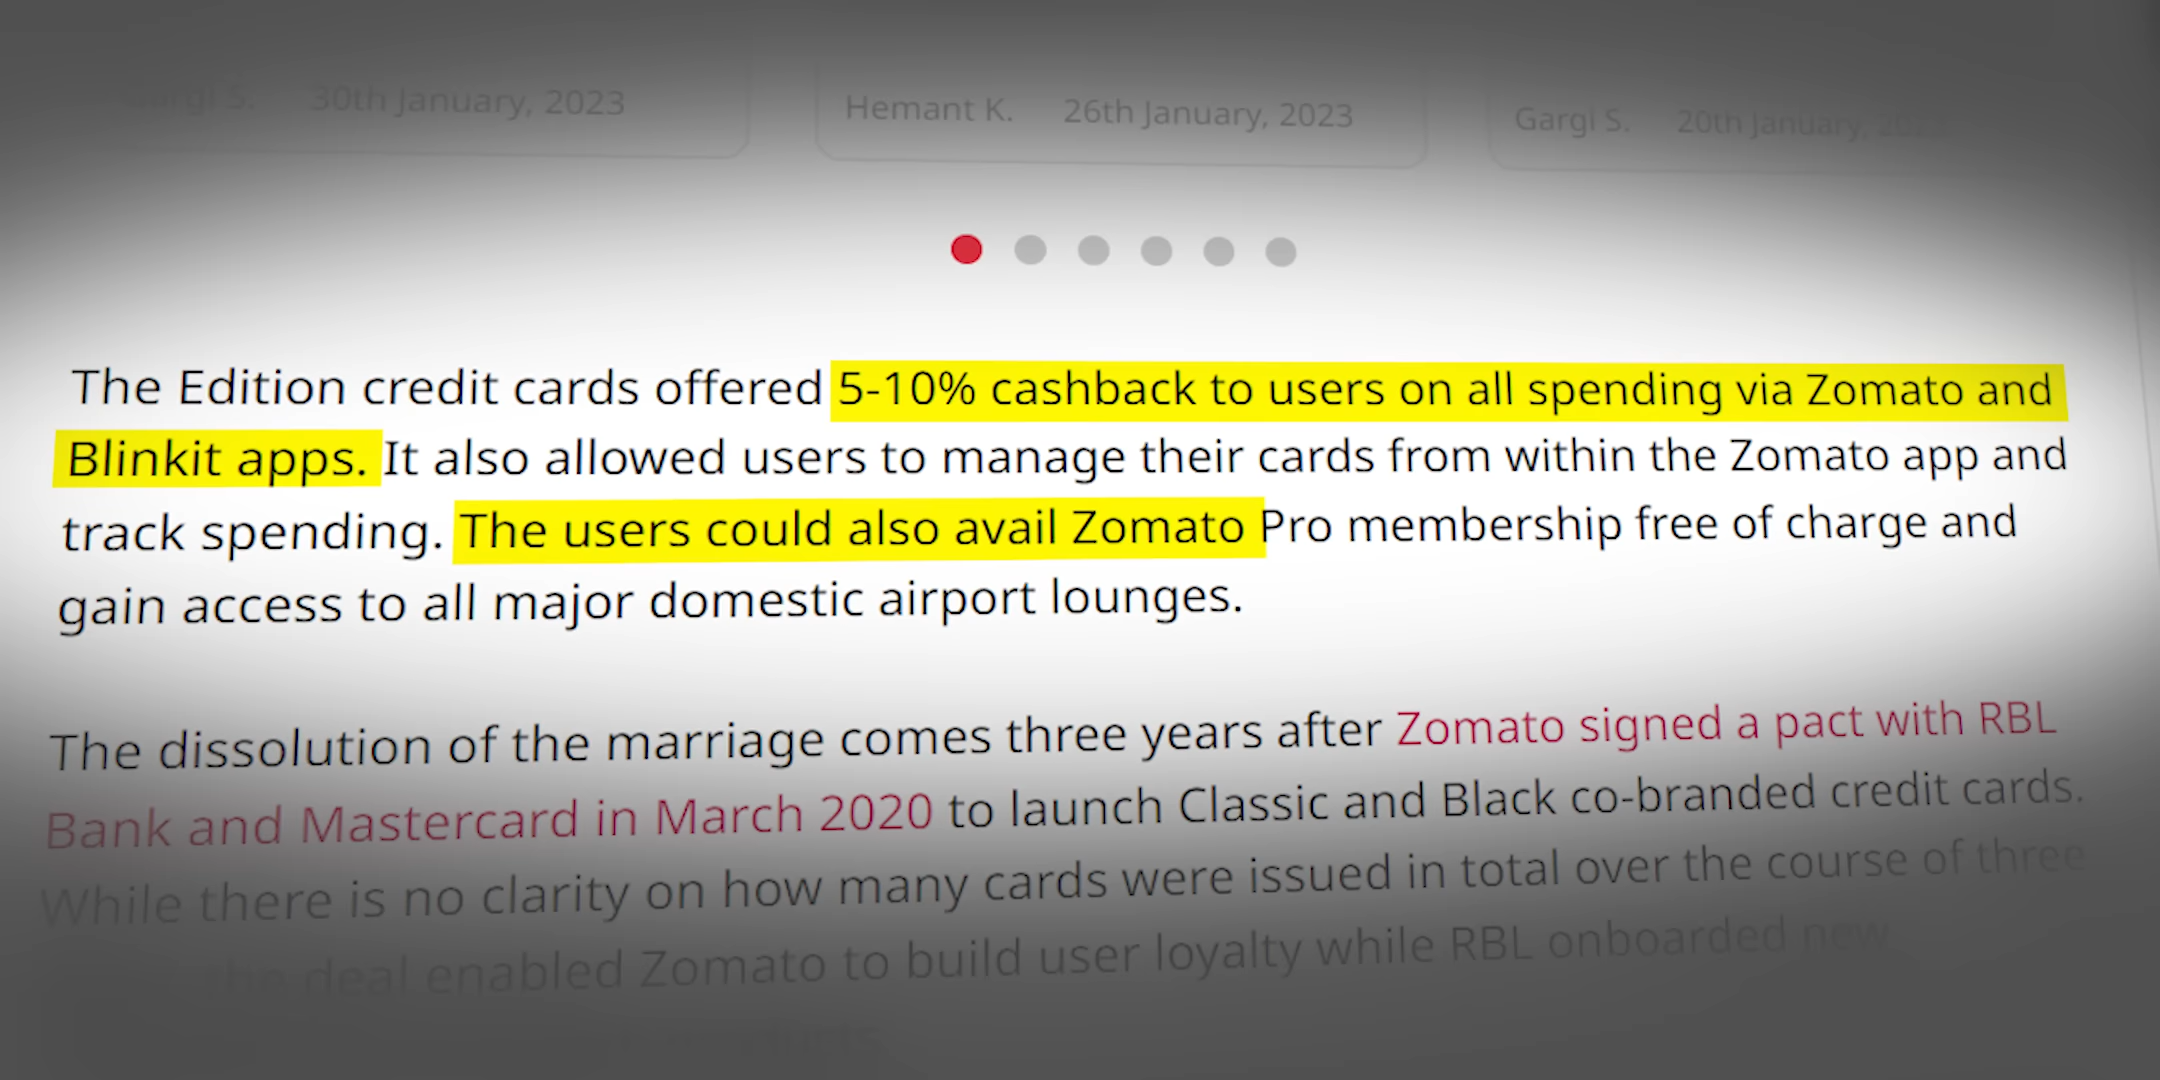 30th January, 2023
Hemant K. 26th January, 2023
Gargi S. 20th January,
The Edition credit cards offered 5-10% cashback to users on all spending via Zomato and
Blinkit apps. It also allowed users to manage their cards from within the Zomato app and
track spending. The users could also avail Zomato Pro membership free of charge and
gain access to all major domestic airport lounges.
The dissolution of the marriage comes three years after Zomato signed a pact with RBL
Bank and Mastercard in March 2020 to launch Classic and Black co-branded credit cards.
While there is no clarity on how many cards were issued in total over the course of three
the deal enabled Zomato to build user loyalty while RBL onboarded new